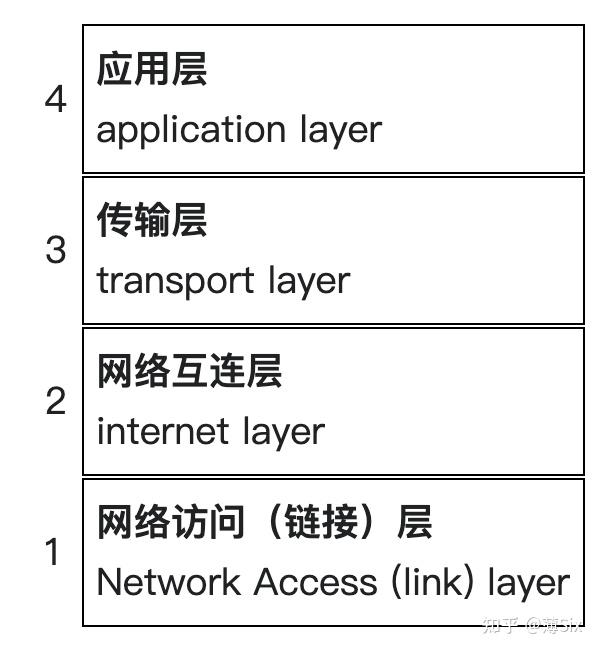 4
应用层
application layer
3
传输层
transport layer
2
网络互连层
internet layer
1
网络访问（链接）层
Network Access (link) layer
知乎 @薄Six